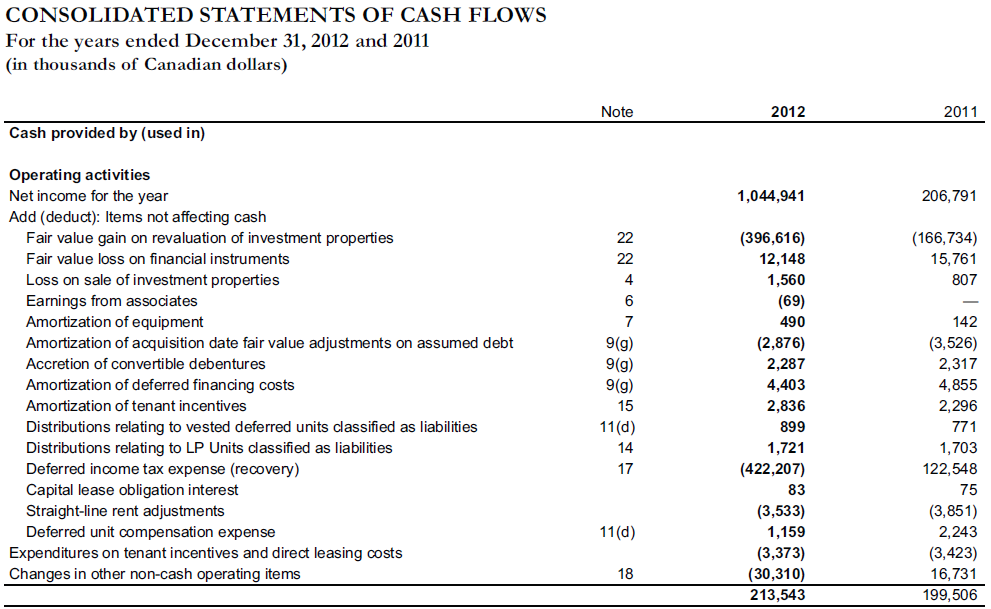 CONSOLIDATED STATEMENTS OF CASH FLOWS
For the years ended December 31, 2012 and 2011
(in thousands of Canadian dollars)
Note 2012 2011
Cash provided by (used in)
Operating activities
Net income for the year 1,044,941 206,791
Add (deduct): Items not affecting cash
Fair value gain on revaluation of investment properties 22 (396,616) (166,734)
Fair value loss on financial instruments 22 12,148 15,761
Loss on sale of investment properties 4 1,560 807
Earnings from associates 6 (69) —
Amortization of equipment 7 490 142
Amortization of acquisition date fair value adjustments on assumed debt 9(g) (2,876) (3,526)
Accretion of convertible debentures 9(g) 2,287 2,317
Amortization of deferred financing costs 9(g) 4,403 4,855
Amortization of tenant incentives 15 2,836 2,296
Distributions relating to vested deferred units classified as liabilities 11(d) 899 771
Distributions relating to LP Units classified as liabilities 14 1,721 1,703
Deferred income tax expense (recovery) 17 (422,207) 122,548
Capital lease obligation interest 83 75
Straight-line rent adjustments (3,533) (3,851)
Deferred unit compensation expense 11(d) 1,159 2,243
Expenditures on tenant incentives and direct leasing costs (3,373) (3,423)
Changes in other non-cash operating items 18 (30,310) 16,731
213,543 199,506